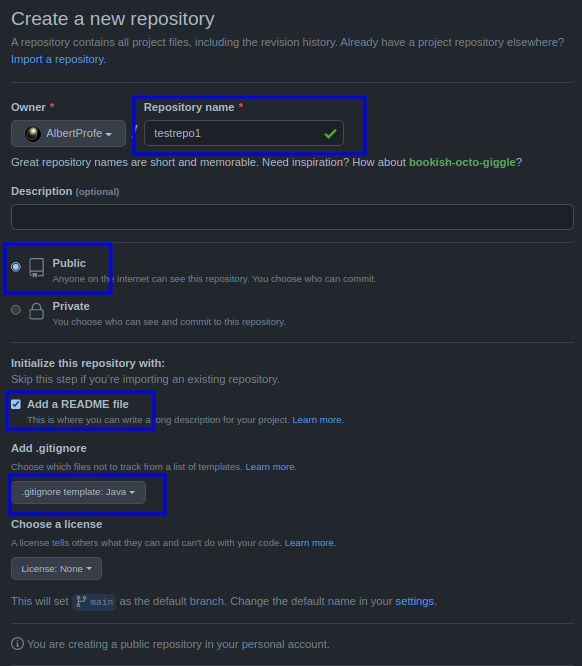 Create a new repository
A repository contains all project files, including the revision history. Already have a project repository elsewhere?
Import a repository.
Owner * Repository name *
AlbertProfe / testrepo1
Great repository names are short and memorable. Need inspiration? How about bookish-octo-giggle?
Description (optional)
Public
Anyone on the internet can see this repository. You choose who can commit.
Private
You choose who can see and commit to this repository.
Initialize this repository with:
Skip this step if you're importing an existing repository.
Add a README file
This is where you can write a long description for your project. Learn more.
Add .gitignore
Choose which files not to track from a list of templates. Learn more.
.gitignore template: Java
Choose a license
A license tells others what they can and can't do with your code. Learn more.
License: None
This will set main as the default branch. Change the default name in your settings.
You are creating a public repository in your personal account.